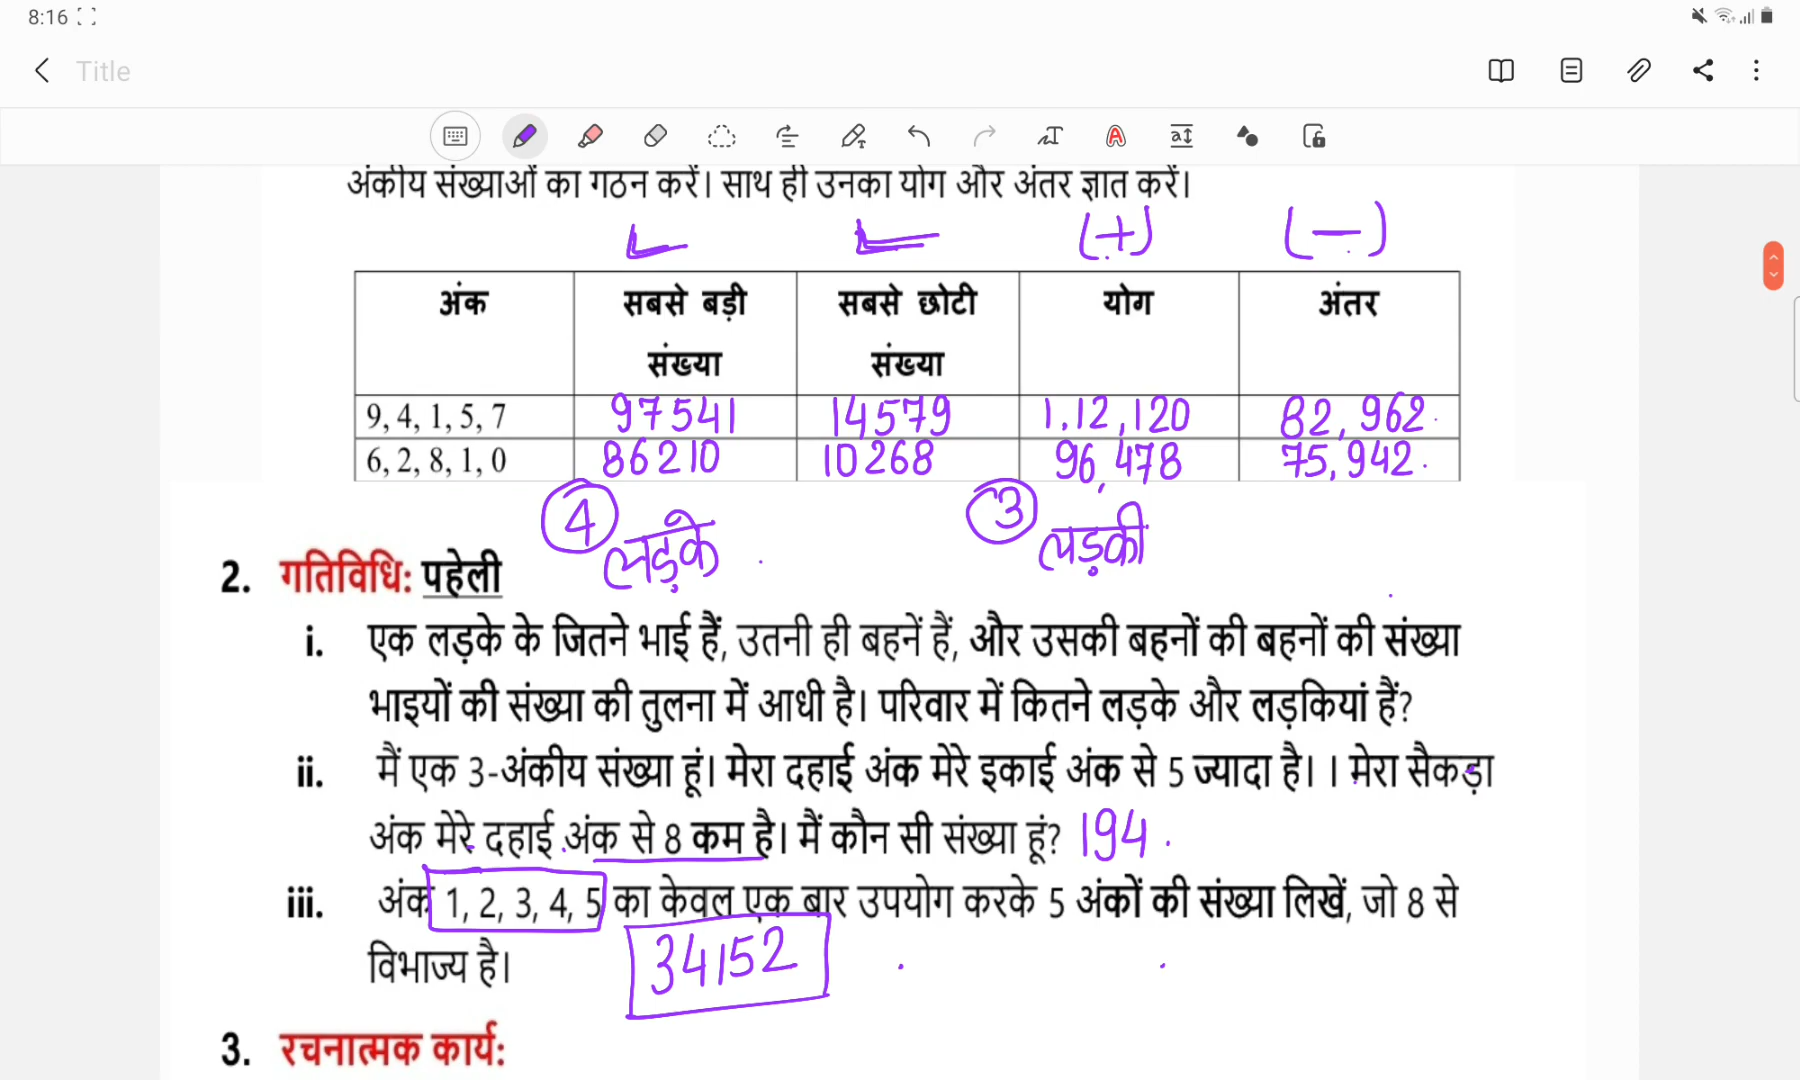 8:16
Title
अंकीय संख्याओं का गठन करें। साथ ही उनका योग और अंतर ज्ञात करें।
(+) (−)
अंक सबसे बड़ी संख्या सबसे छोटी संख्या योग अंतर
9, 4, 1, 5, 7 97541 14579 1,12,120 82,962
6, 2, 8, 1, 0 86210 10268 96,478 75,942
4 लड़के 3 लड़की
2. गतिविधि: पहेली
i. एक लड़के के जितने भाई हैं, उतनी ही बहनें हैं, और उसकी बहनों की बहनों की संख्या
भाइयों की संख्या की तुलना में आधी है। परिवार में कितने लड़के और लड़कियां हैं?
ii. मैं एक 3-अंकीय संख्या हूं। मेरा दहाई अंक मेरे इकाई अंक से 5 ज्यादा है। । मेरा सैकड़ा
अंक मेरे दहाई अंक से 8 कम है। मैं कौन सी संख्या हूं? 194
iii. अंक 1, 2, 3, 4, 5 का केवल एक बार उपयोग करके 5 अंकों की संख्या लिखें, जो 8 से
विभाज्य है। 34152
3. रचनात्मक कार्य: